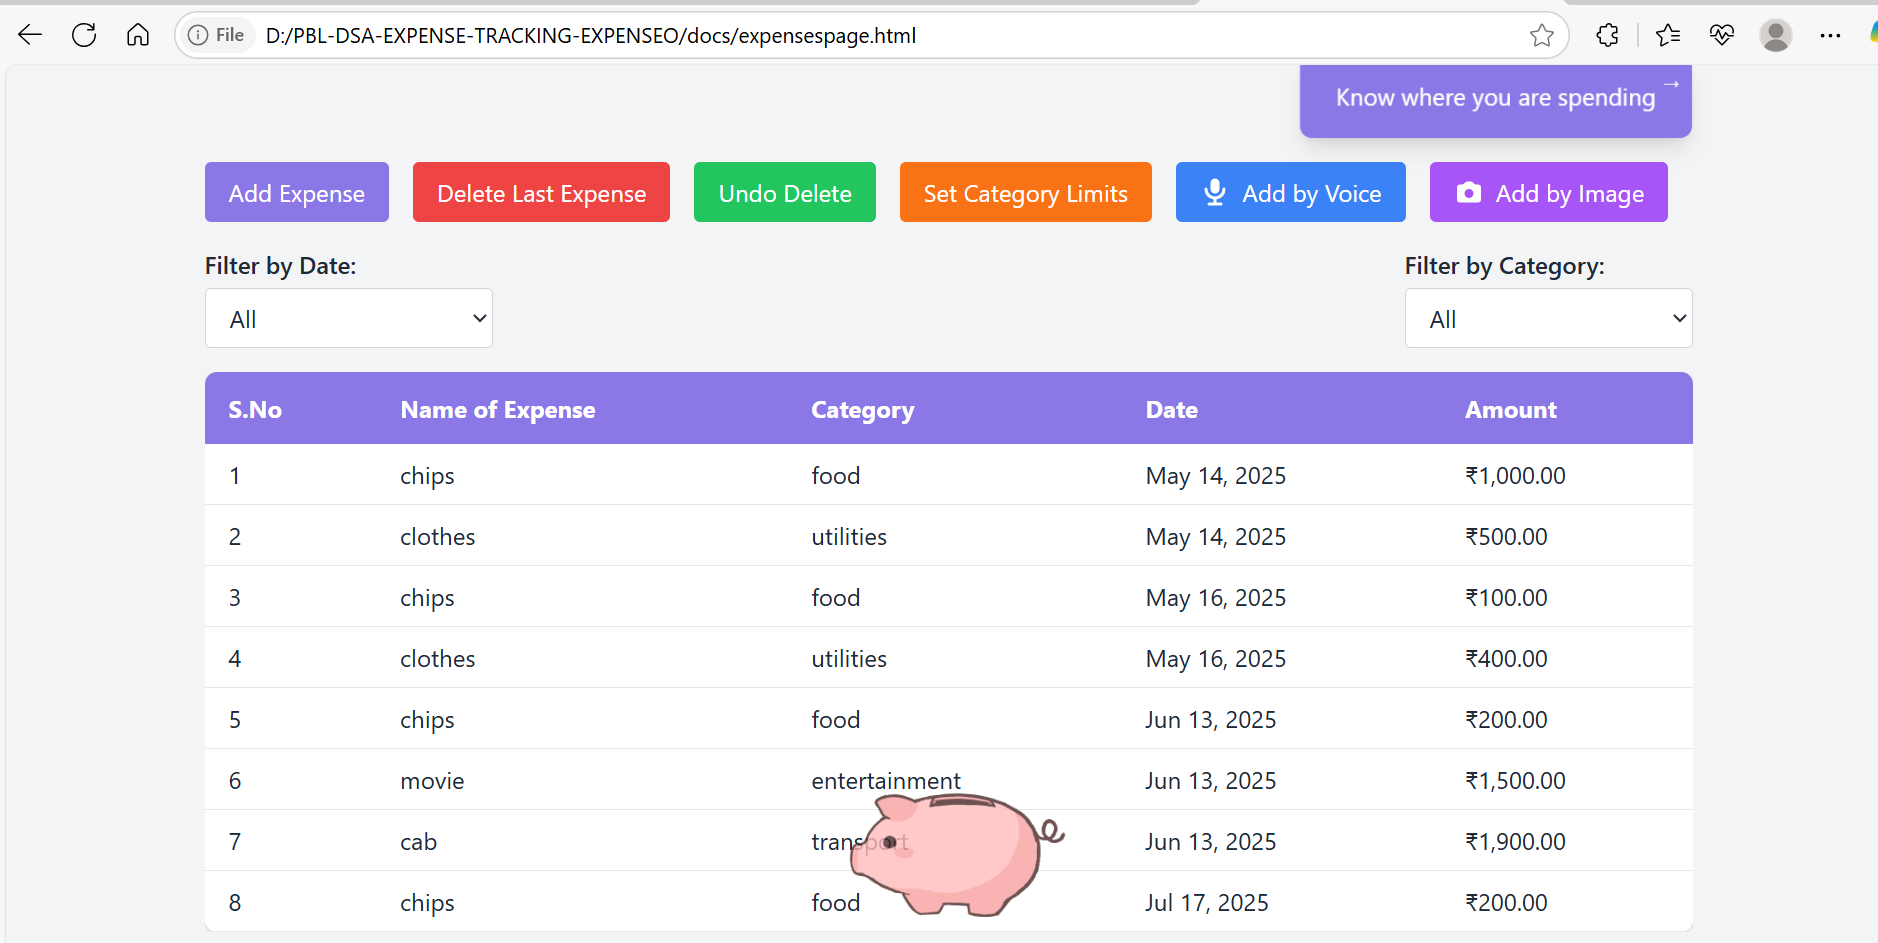 File D:/PBL-DSA-EXPENSE-TRACKING-EXPENSEO/docs/expensespage.html
Know where you are spending →
Add Expense Delete Last Expense Undo Delete Set Category Limits Add by Voice Add by Image
Filter by Date: Filter by Category:
All All
S.No Name of Expense Category Date Amount
1 chips food May 14, 2025 ₹1,000.00
2 clothes utilities May 14, 2025 ₹500.00
3 chips food May 16, 2025 ₹100.00
4 clothes utilities May 16, 2025 ₹400.00
5 chips food Jun 13, 2025 ₹200.00
6 movie entertainment Jun 13, 2025 ₹1,500.00
7 cab transport Jun 13, 2025 ₹1,900.00
8 chips food Jul 17, 2025 ₹200.00